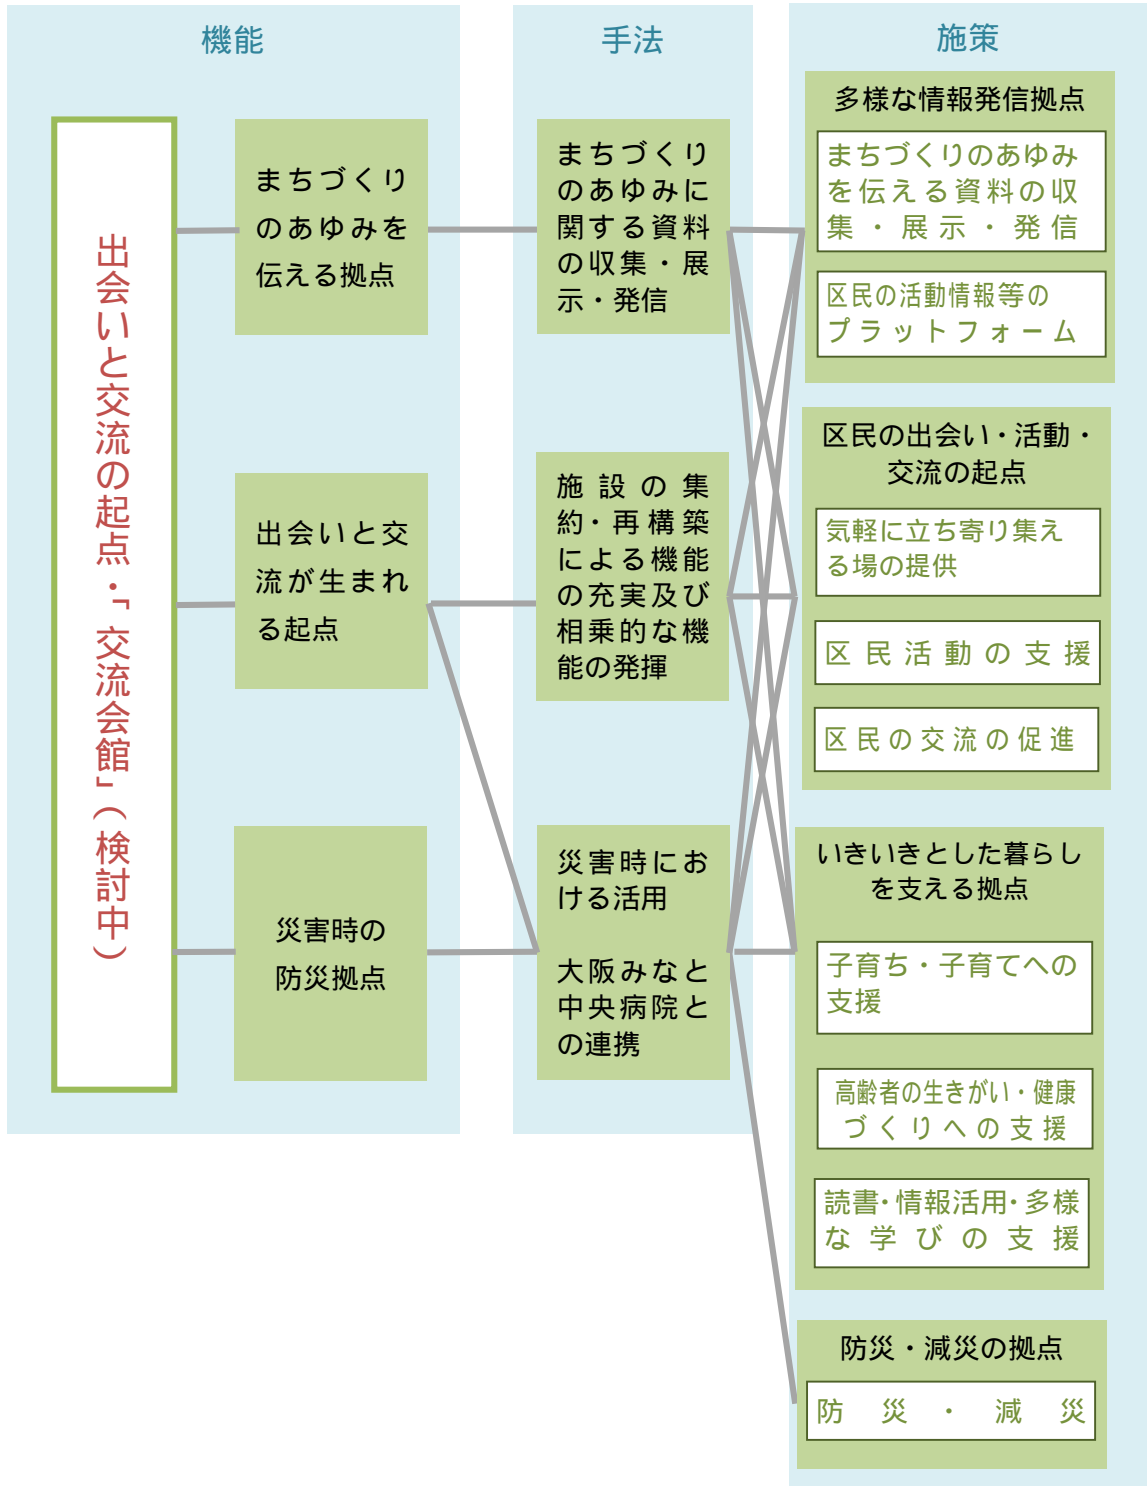 機能
出会いと交流の起点・「交流会館」(検討中)
まちづくり
のあゆみを
伝える拠点
出会いと交
流が生まれ
る起点
災害時の
防災拠点
手法
まちづくり
のあゆみに
関する資料
の収集・展
示・発信
施設の集
約・再構築
による機能
の充実及び
相乗的な機
能の発揮
災害時にお
ける活用
大阪みなと
中央病院と
の連携
施策
多様な情報発信拠点
まちづくりのあゆみ
を伝える資料の収
集・展示・発信
区民の活動情報等の
プラットフォーム
区民の出会い・活動・
交流の起点
気軽に立ち寄り集え
る場の提供
区民活動の支援
区民の交流の促進
いきいきとした暮らし
を支える拠点
子育ち・子育てへの
支援
高齢者の生きがい・健康
づくりへの支援
読書・情報活用・多様
な学びの支援
防災・減災の拠点
防災・減災